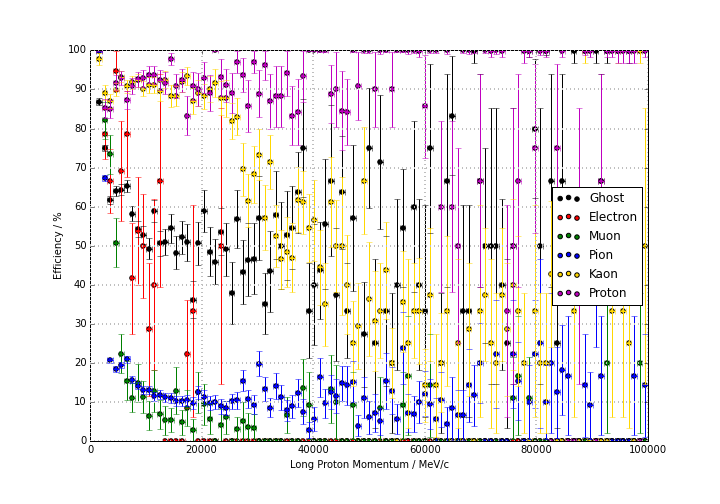 100
90
80
70
60
50
40
30
20
10
0
Efficiency / %
Ghost
Electron
Muon
Pion
Kaon
Proton
0 20000 40000 60000 80000 100000
Long Proton Momentum / MeV/c